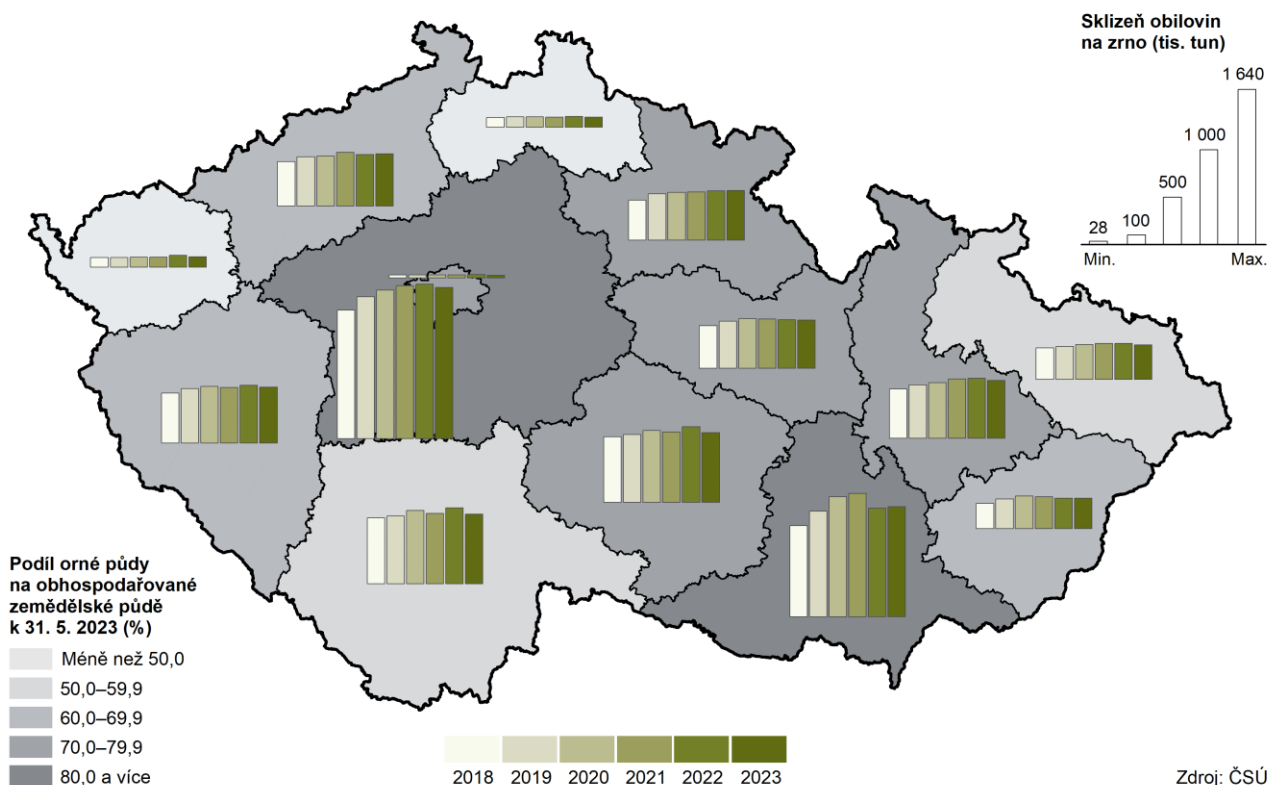 Sklizeň obilovin
na zrno (tis. tun)
1 640
1 000
500
100
28
Min.
Max.
Podíl orné půdy
na obhospodařované
zemědělské půdě
k 31. 5. 2023 (%)
Méně než 50,0
50,0–59,9
60,0–69,9
70,0–79,9
80,0 a více
2018 2019 2020 2021 2022 2023
Zdroj: ČSÚ